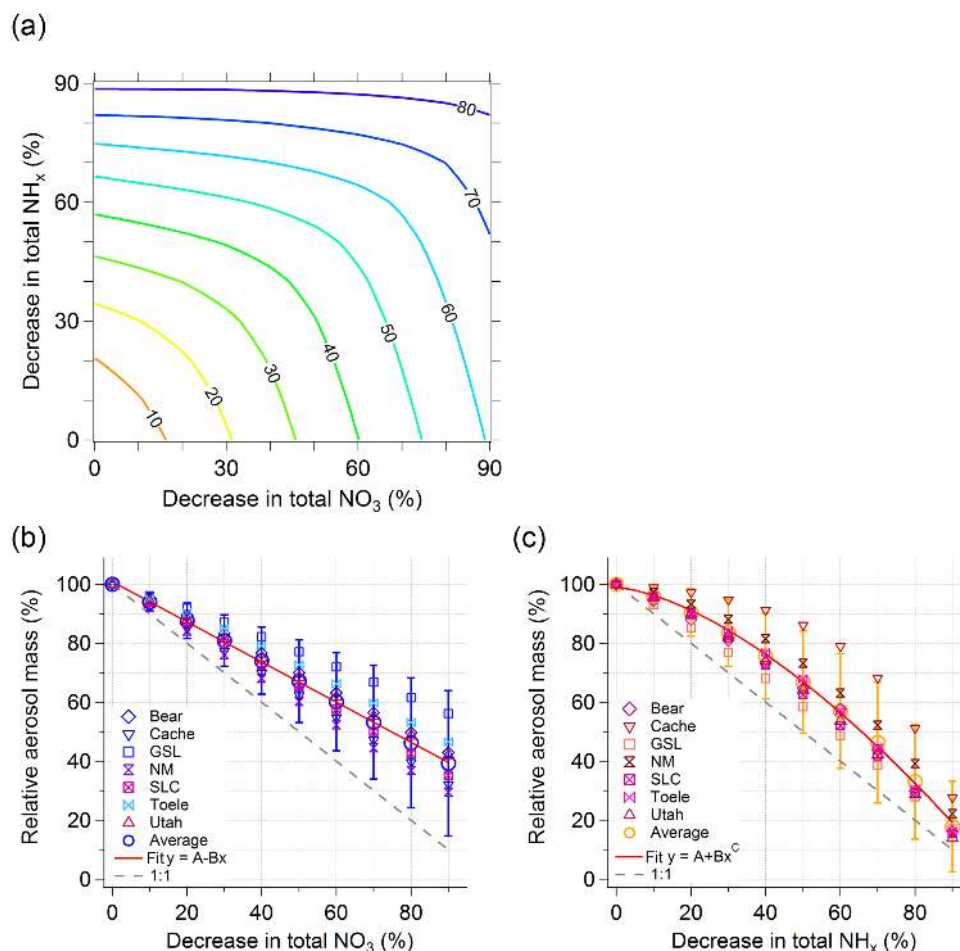 (a)
90
60
30
0
Decrease in total NHₓ (%)
80
70
60
50
40
30
20
10
0
30
60
90
Decrease in total NO₃ (%)
(b)
100
80
60
40
20
0
Relative aerosol mass (%)
Bear
Cache
GSL
NM
SLC
Toele
Utah
Average
Fit y = A-Bx
1:1
0
20
40
60
80
Decrease in total NO₃ (%)
(c)
100
80
60
40
20
0
Relative aerosol mass (%)
Bear
Cache
GSL
NM
SLC
Toele
Utah
Average
Fit y = A+Bxᶜ
1:1
0
20
40
60
80
Decrease in total NHₓ (%)